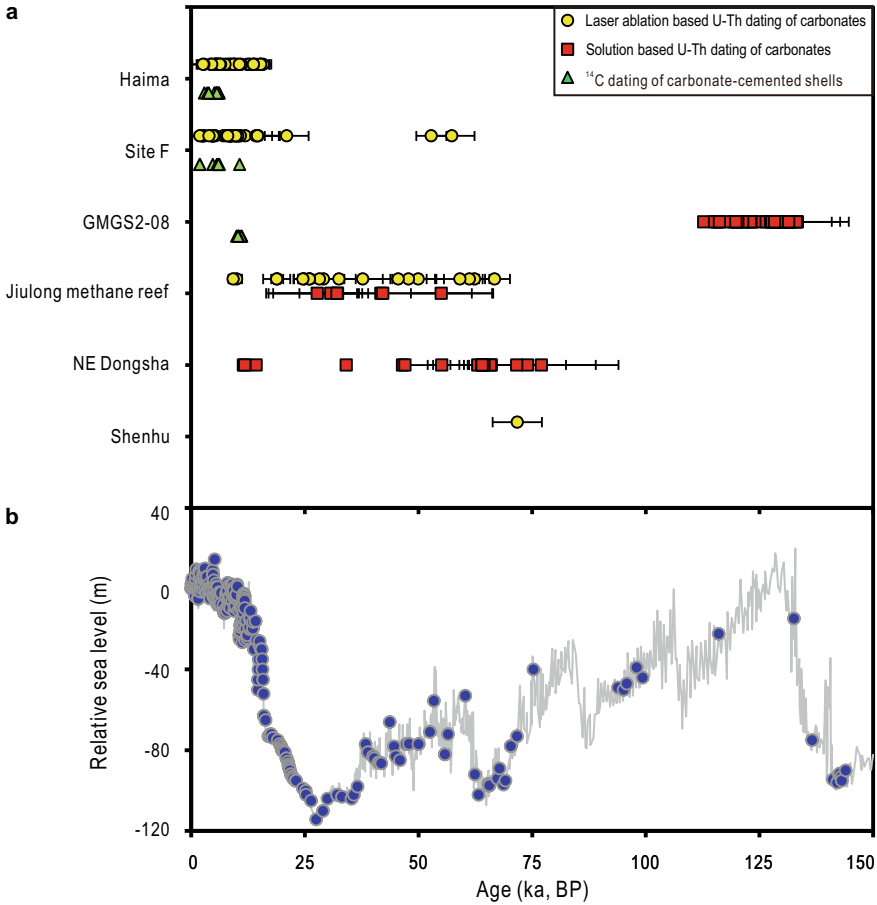 a
Laser ablation based U-Th dating of carbonates
Solution based U-Th dating of carbonates
¹⁴C dating of carbonate-cemented shells
Haima
Site F
GMGS2-08
Jiulong methane reef
NE Dongsha
Shenhu
b
40
0
-40
-80
-120
Relative sea level (m)
0 25 50 75 100 125 150
Age (ka, BP)